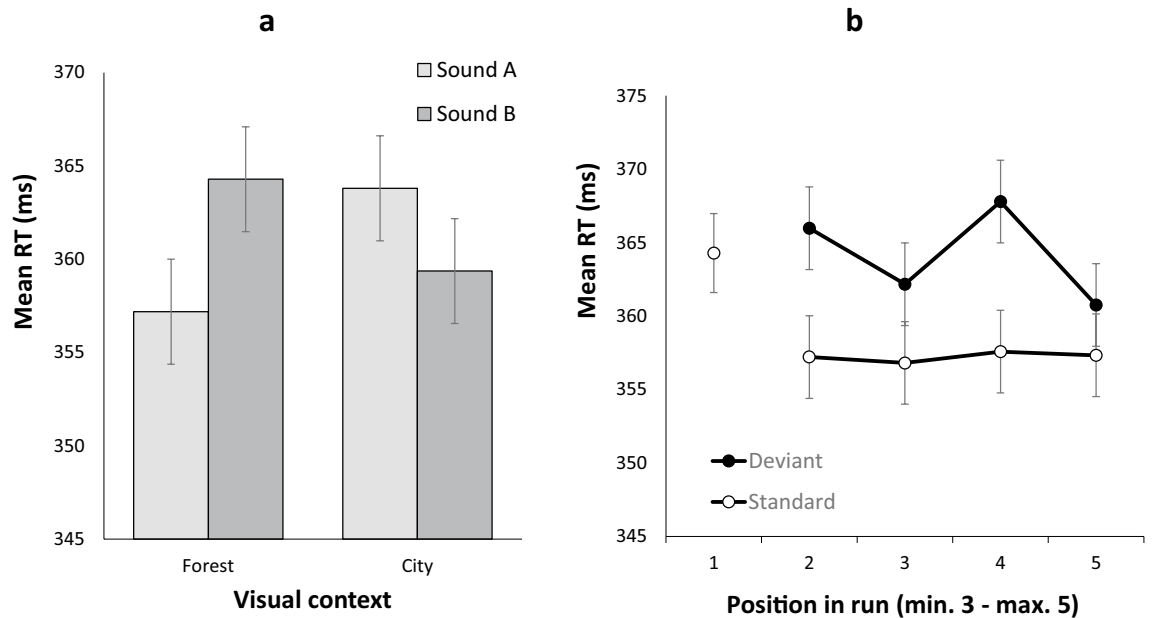 a
370
365
360
355
350
345
Mean RT (ms)
Sound A
Sound B
Forest
City
Visual context
b
375
370
365
360
355
350
345
Mean RT (ms)
Deviant
Standard
1
2
3
4
5
Position in run (min. 3 - max. 5)